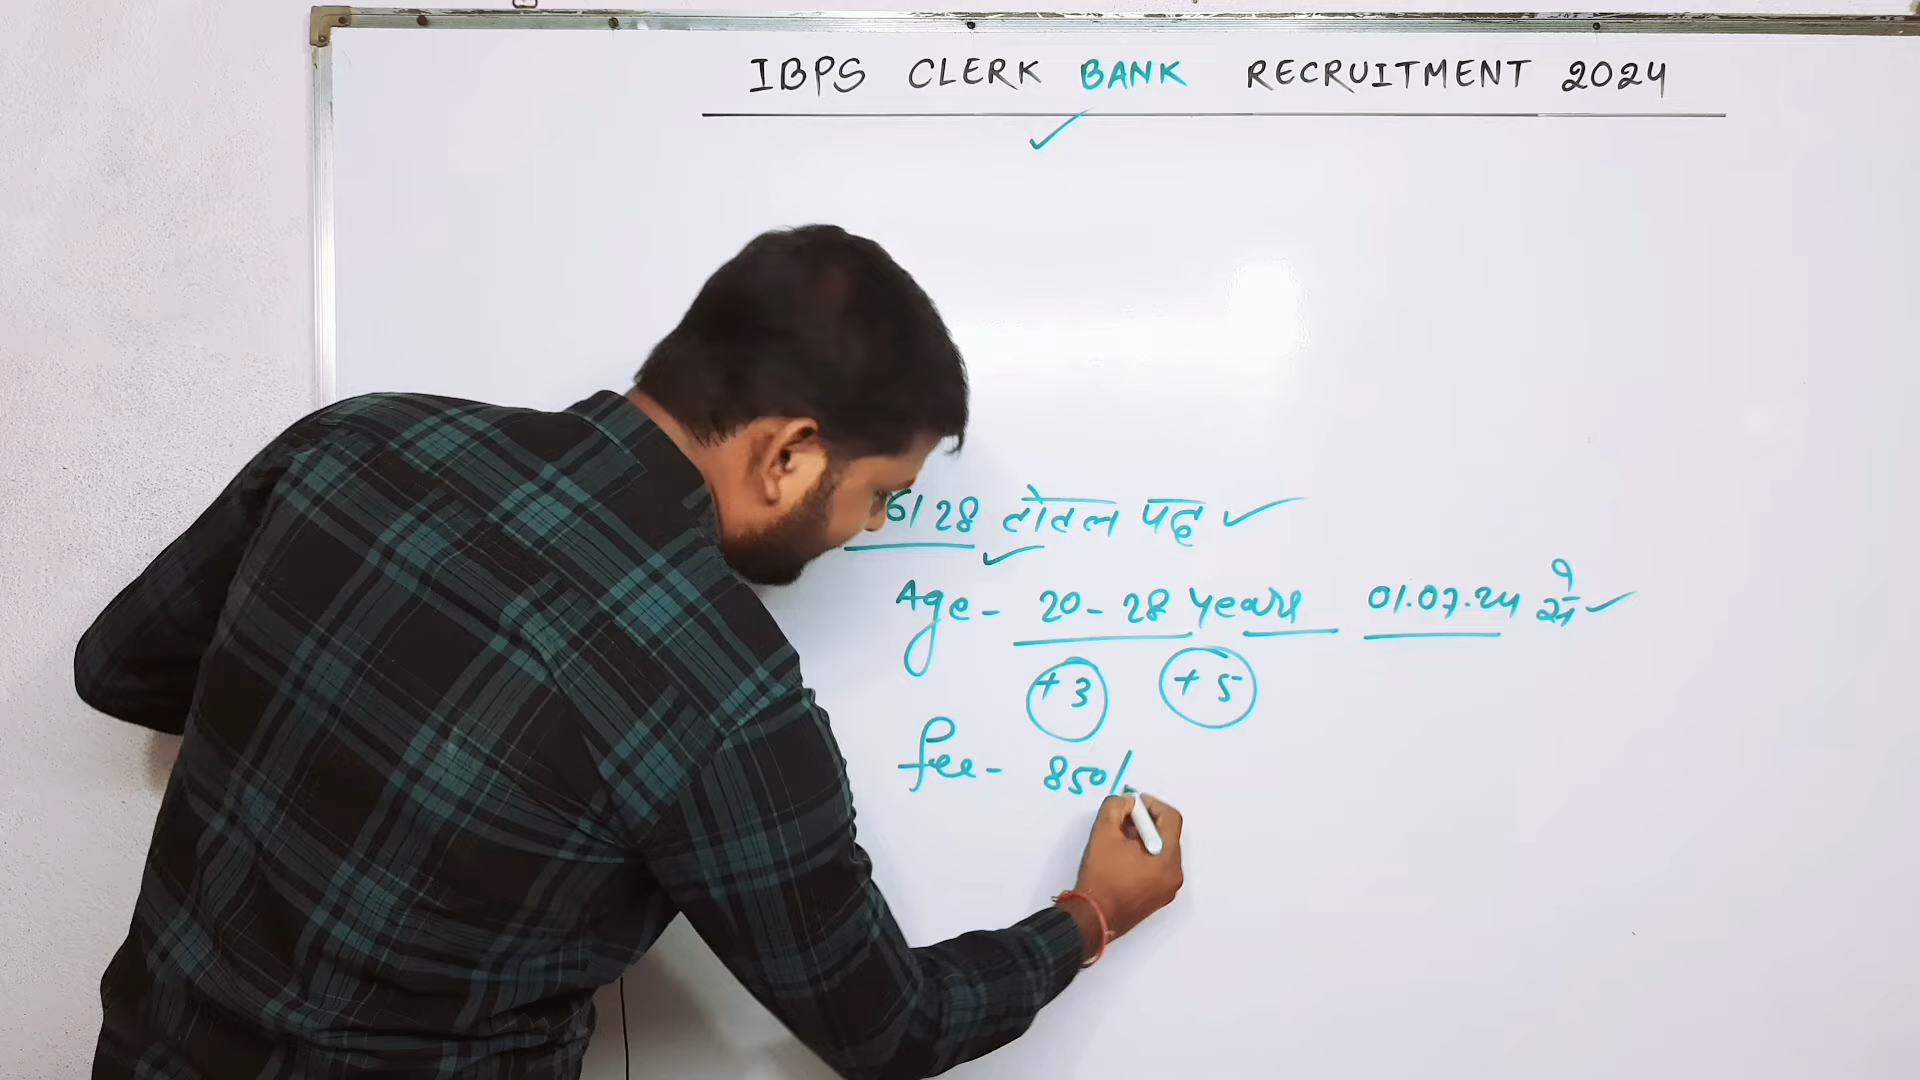 IBPS CLERK BANK RECRUITMENT 2024
6128 टोटल पद
Age - 20 - 28 years 01.07.24
+3 +5
fee - 850/